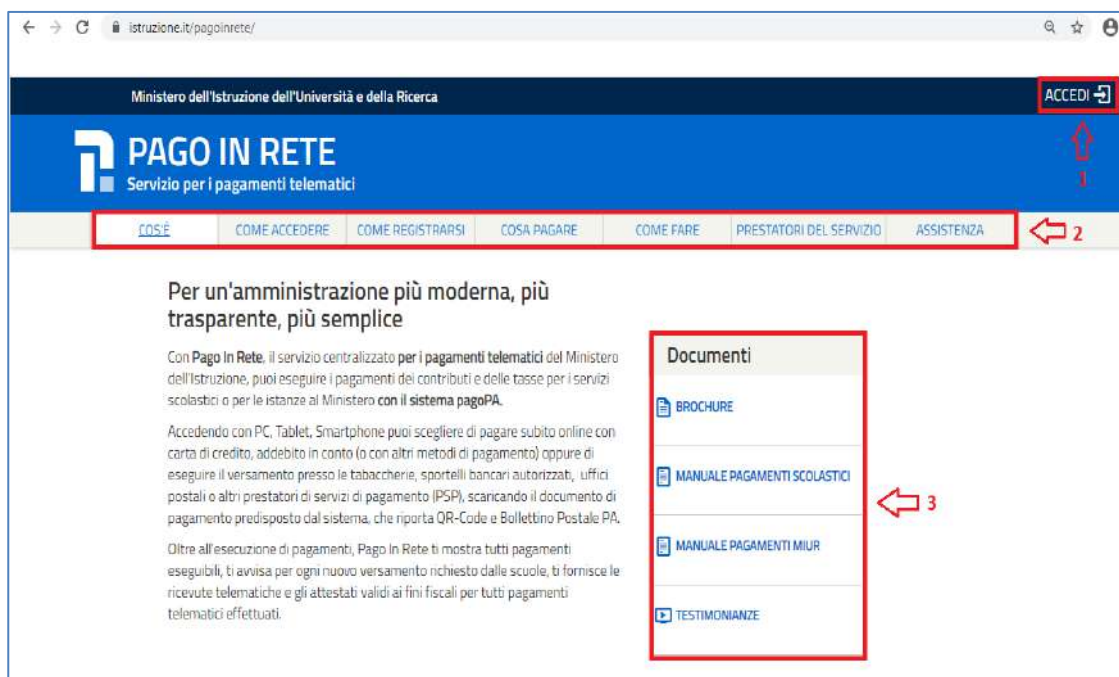 istruzione.it/pagoinrete/
Ministero dell'Istruzione dell'Università e della Ricerca
ACCEDI
PAGO IN RETE
Servizio per i pagamenti telematici
1
COS'È COME ACCEDERE COME REGISTRARSI COSA PAGARE COME FARE PRESTATORI DEL SERVIZIO ASSISTENZA
2
Per un'amministrazione più moderna, più
trasparente, più semplice
Con Pago In Rete, il servizio centralizzato per i pagamenti telematici del Ministero
dell'Istruzione, puoi eseguire i pagamenti dei contributi e delle tasse per i servizi
scolastici o per le istanze al Ministero con il sistema pagoPA.
Accedendo con PC, Tablet, Smartphone puoi scegliere di pagare subito online con
carta di credito, addebito in conto (o con altri metodi di pagamento) oppure di
eseguire il versamento presso le tabaccherie, sportelli bancari autorizzati, uffici
postali o altri prestatori di servizi di pagamento (PSP), scaricando il documento di
pagamento predisposto dal sistema, che riporta QR-Code e Bollettino Postale PA.
Oltre all'esecuzione di pagamenti, Pago In Rete ti mostra tutti pagamenti
eseguibili, ti avvisa per ogni nuovo versamento richiesto dalle scuole, ti fornisce le
ricevute telematiche e gli attestati validi ai fini fiscali per tutti pagamenti
telematici effettuati.
Documenti
BROCHURE
MANUALE PAGAMENTI SCOLASTICI
3
MANUALE PAGAMENTI MIUR
TESTIMONIANZE